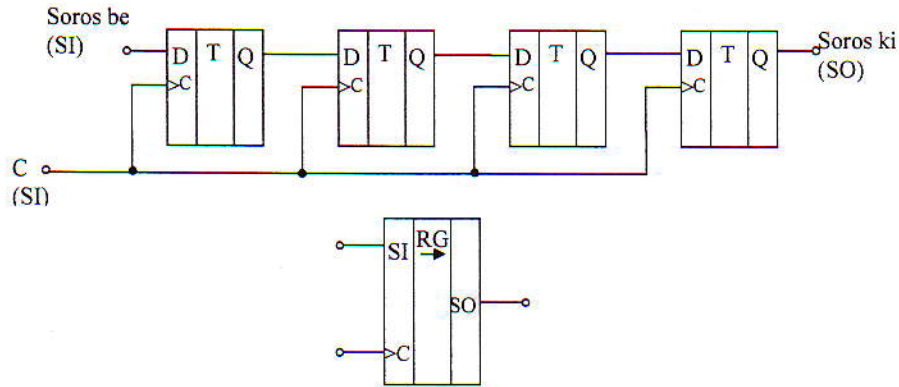 Soros be
(SI)
D T Q
C
D T Q
C
D T Q
C
D T Q
C
Soros ki
(SO)
C
(SI)
SI RG
SO
C